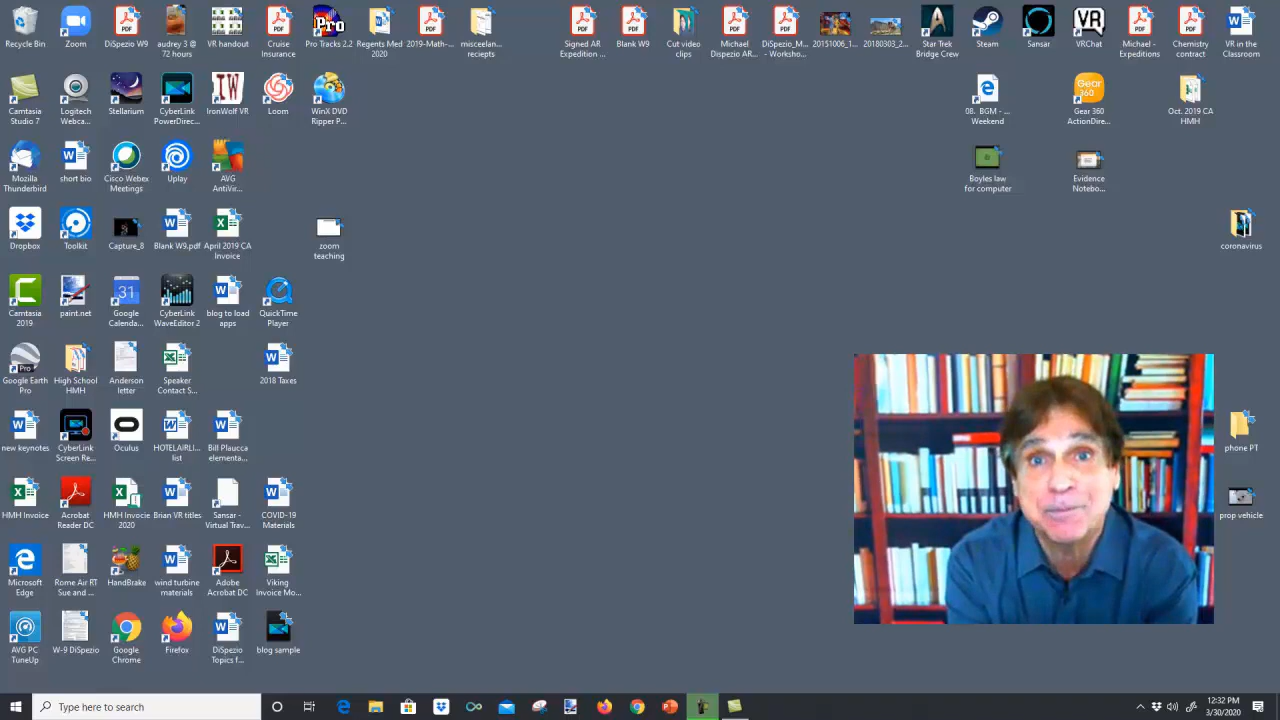 Recycle Bin
Zoom
DiSpezio W9
audrey 3 @
72 hours
VR handout
Cruise
Insurance
Pro Tracks 2.2
Regents Med
2020
2019-Math-...
misceelan...
reciepts
Signed AR
Expedition ...
Blank W9
Cut video
clips
Michael
Dispezio AR...
DiSpezio_M...
- Worksho...
20151006_1...
20180303_2...
Star Trek
Bridge Crew
Steam
Sansar
VRChat
Michael -
Expeditions
Chemistry
contract
VR in the
Classroom
Camtasia
Studio 7
Logitech
Webca...
Stellarium
CyberLink
PowerDirec...
IronWolf VR
Loom
WinX DVD
Ripper P...
08. BGM - ...
Weekend
Gear 360
ActionDire...
Oct. 2019 CA
HMH
Mozilla
Thunderbird
short bio
Cisco Webex
Meetings
Uplay
AVG
AntiVir...
Boyles law
for computer
Evidence
Notebo...
Dropbox
Toolkit
Capture_8
Blank W9.pdf
April 2019 CA
Invoice
zoom
teaching
coronavirus
Camtasia
2019
paint.net
Google
Calenda...
CyberLink
WaveEditor 2
blog to load
apps
QuickTime
Player
Google Earth
Pro
High School
HMH
Anderson
letter
Speaker
Contact S...
2018 Taxes
new keynotes
CyberLink
Screen Re...
Oculus
HOTELAIRLI...
list
Bill Plaucca
elementa...
phone PT
HMH Invoice
Acrobat
Reader DC
HMH Invocie
2020
Brian VR titles
Sansar -
Virtual Trav...
COVID-19
Materials
prop vehicle
Microsoft
Edge
Rome Air RT
Sue and ...
HandBrake
wind turbine
materials
Adobe
Acrobat DC
Viking
Invoice Mo...
AVG PC
TuneUp
W-9 DiSpezio
Google
Chrome
Firefox
DiSpezio
Topics f...
blog sample
Type here to search
12:32 PM
3/30/2020